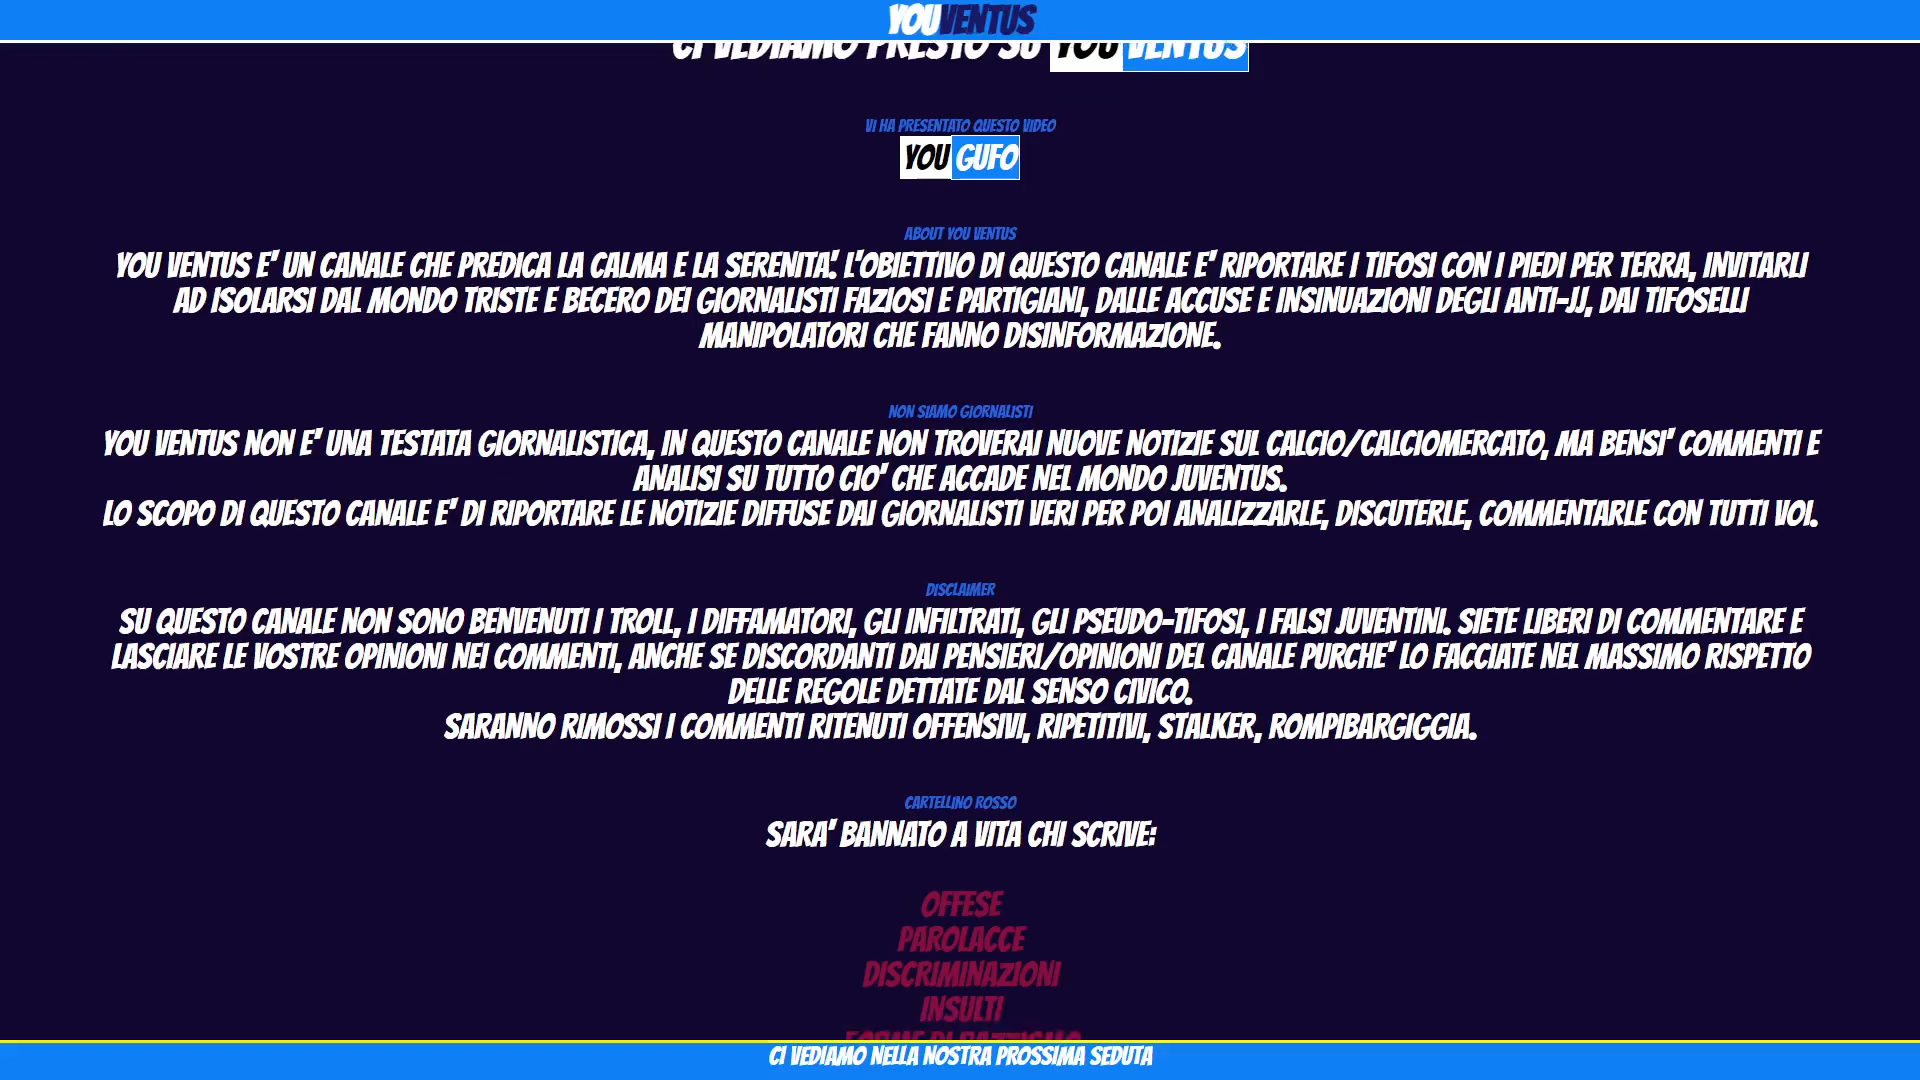 YOUVENTUS
CI VEDIAMO PRESTO SU YOU VENTUS
VI HA PRESENTATO QUESTO VIDEO
YOU GUFO
ABOUT YOU VENTUS
YOU VENTUS E' UN CANALE CHE PREDICA LA CALMA E LA SERENITA'. L'OBIETTIVO DI QUESTO CANALE E' RIPORTARE I TIFOSI CON I PIEDI PER TERRA, INVITARLI
AD ISOLARSI DAL MONDO TRISTE E BECERO DEI GIORNALISTI FAZIOSI E PARTIGIANI, DALLE ACCUSE E INSINUAZIONI DEGLI ANTI-JJ, DAI TIFOSELLI
MANIPOLATORI CHE FANNO DISINFORMAZIONE.
NON SIAMO GIORNALISTI
YOU VENTUS NON E' UNA TESTATA GIORNALISTICA, IN QUESTO CANALE NON TROVERAI NUOVE NOTIZIE SUL CALCIO/CALCIOMERCATO, MA BENSI' COMMENTI E
ANALISI SU TUTTO CIO' CHE ACCADE NEL MONDO JUVENTUS.
LO SCOPO DI QUESTO CANALE E' DI RIPORTARE LE NOTIZIE DIFFUSE DAI GIORNALISTI VERI PER POI ANALIZZARLE, DISCUTERLE, COMMENTARLE CON TUTTI VOI.
DISCLAIMER
SU QUESTO CANALE NON SONO BENVENUTI I TROLL, I DIFFAMATORI, GLI INFILTRATI, GLI PSEUDO-TIFOSI, I FALSI JUVENTINI. SIETE LIBERI DI COMMENTARE E
LASCIARE LE VOSTRE OPINIONI NEI COMMENTI, ANCHE SE DISCORDANTI DAI PENSIERI/OPINIONI DEL CANALE PURCHE' LO FACCIATE NEL MASSIMO RISPETTO
DELLE REGOLE DETTATE DAL SENSO CIVICO.
SARANNO RIMOSSI I COMMENTI RITENUTI OFFENSIVI, RIPETITIVI, STALKER, ROMPIBARGIGGIA.
CARTELLINO ROSSO
SARA' BANNATO A VITA CHI SCRIVE:
OFFESE
PAROLACCE
DISCRIMINAZIONI
INSULTI
FORME DI RAZZISMO
CI VEDIAMO NELLA NOSTRA PROSSIMA SEDUTA